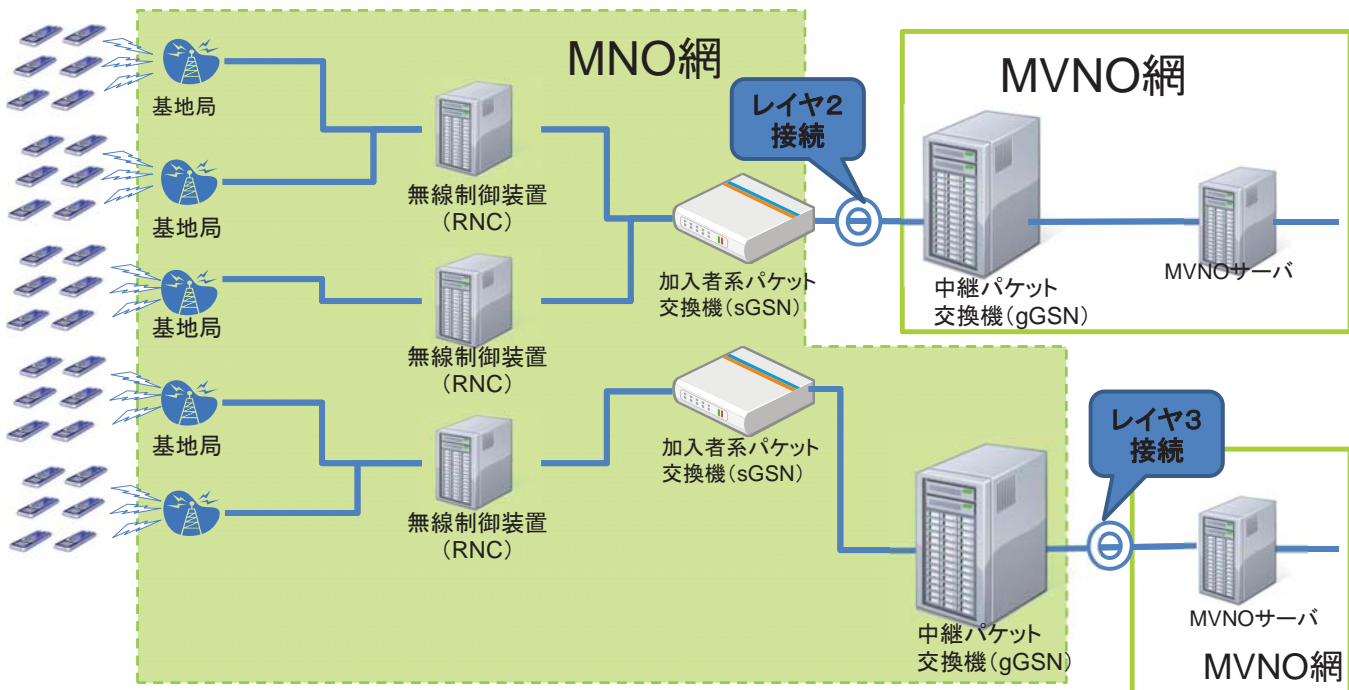 MNO網
MVNO網
レイヤ2
接続
基地局
無線制御装置
(RNC)
基地局
加入者系パケット
交換機(sGSN)
中継パケット
交換機(gGSN)
MVNOサーバ
基地局
無線制御装置
(RNC)
基地局
無線制御装置
(RNC)
加入者系パケット
交換機(sGSN)
レイヤ3
接続
中継パケット
交換機(gGSN)
MVNOサーバ
MVNO網